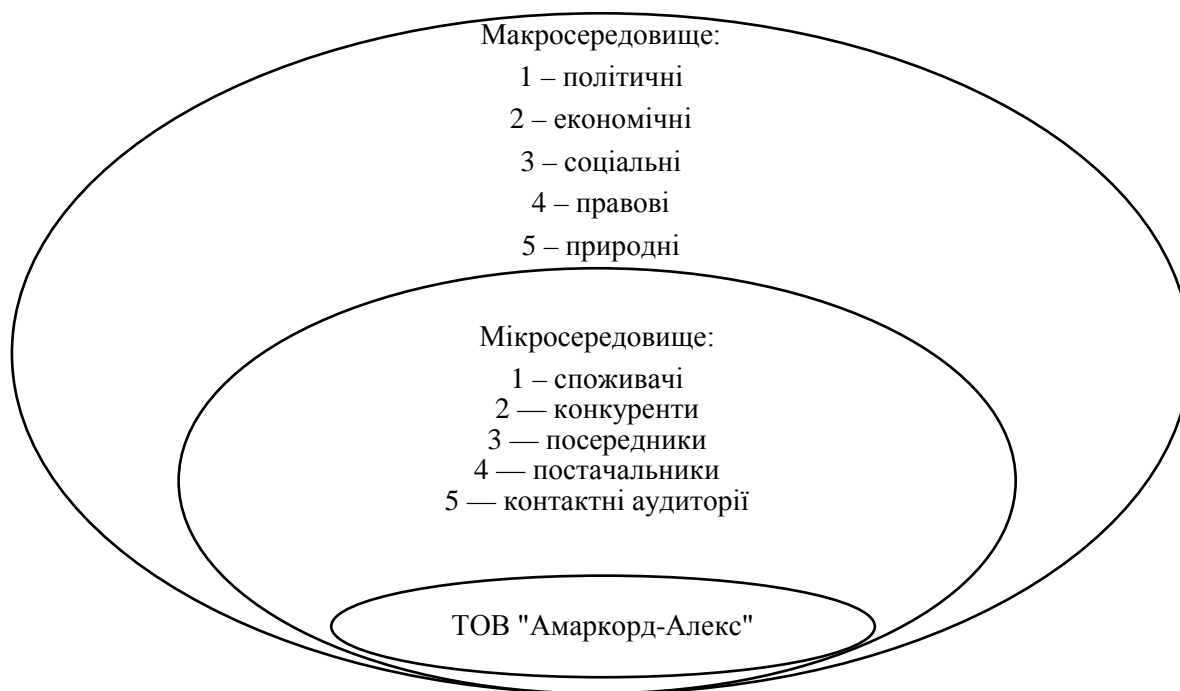 Макросередовище:
1 – політичні
2 – економічні
3 – соціальні
4 – правові
5 – природні
Мікросередовище:
1 – споживачі
2 — конкуренти
3 — посередники
4 — постачальники
5 — контактні аудиторії
ТОВ "Амаркорд-Алекс"